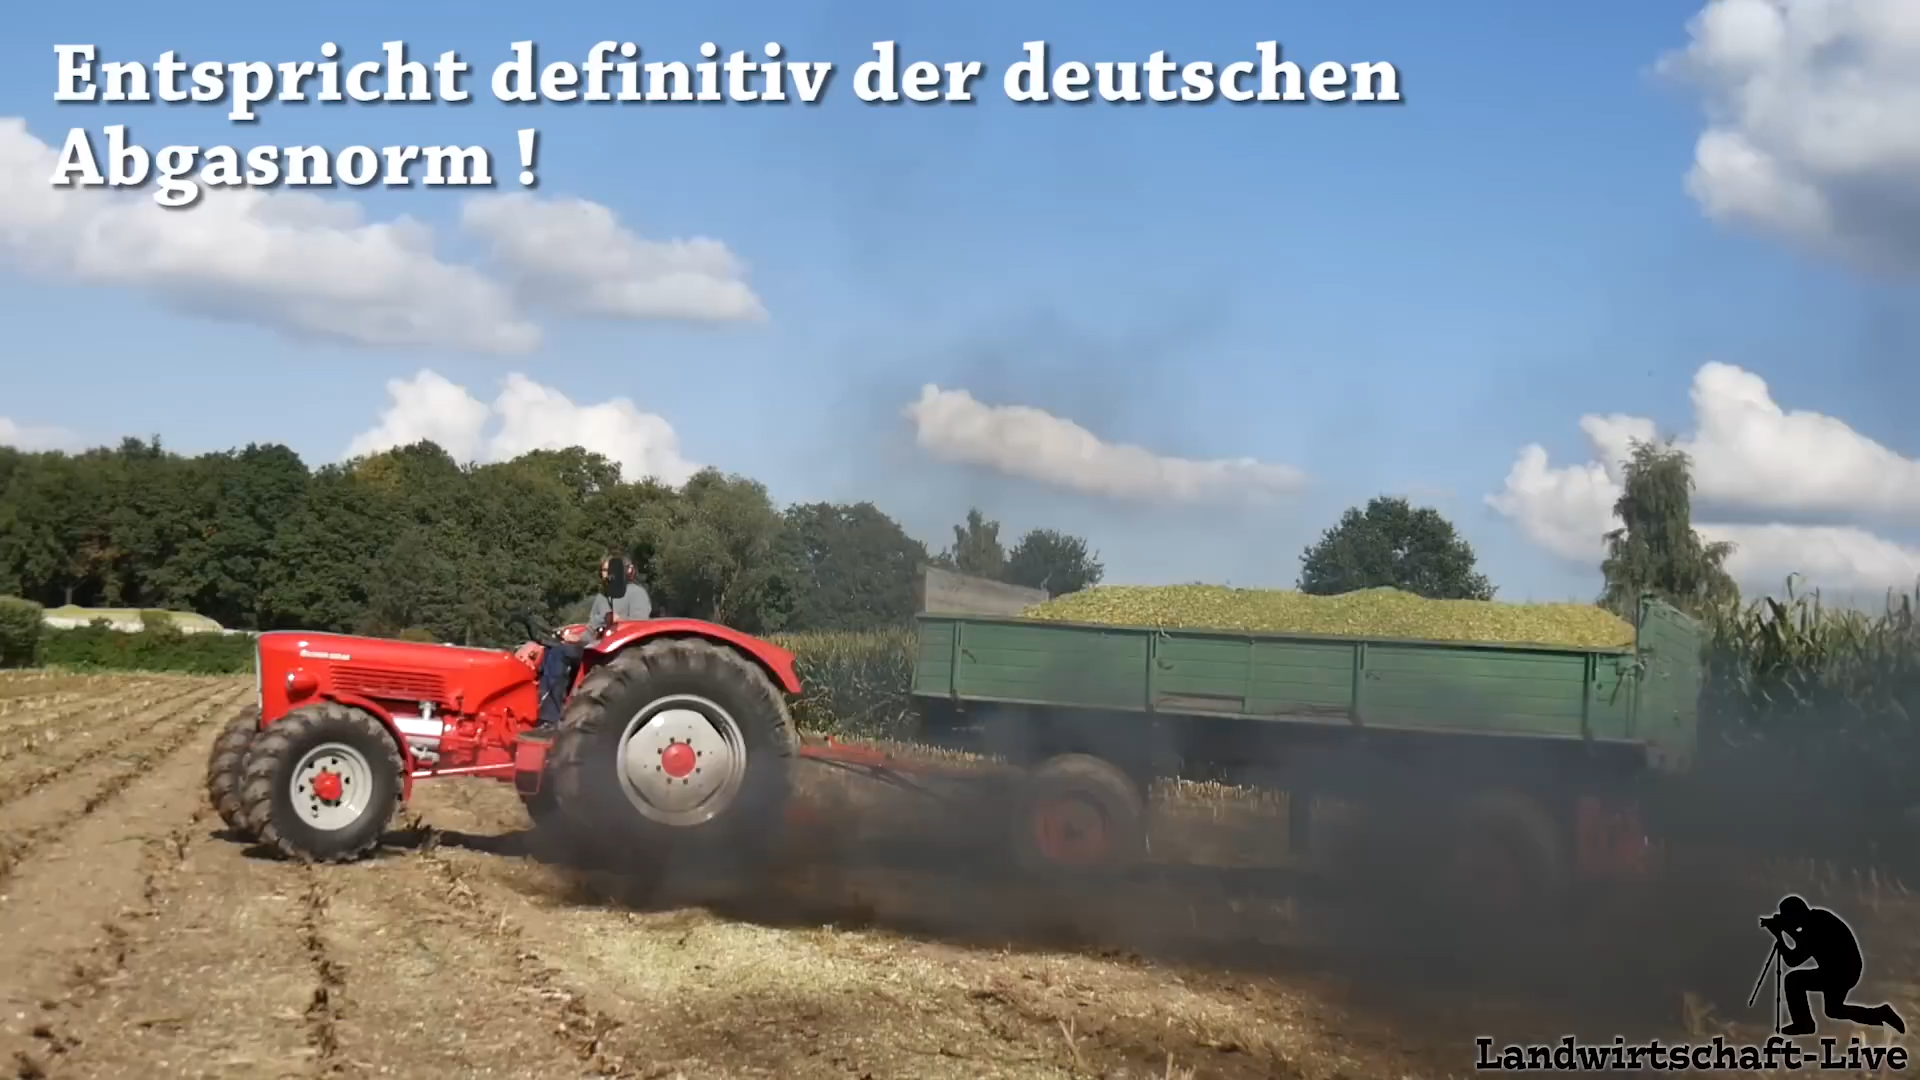 Entspricht definitiv der deutschen
Abgasnorm !
Landwirtschaft-Live